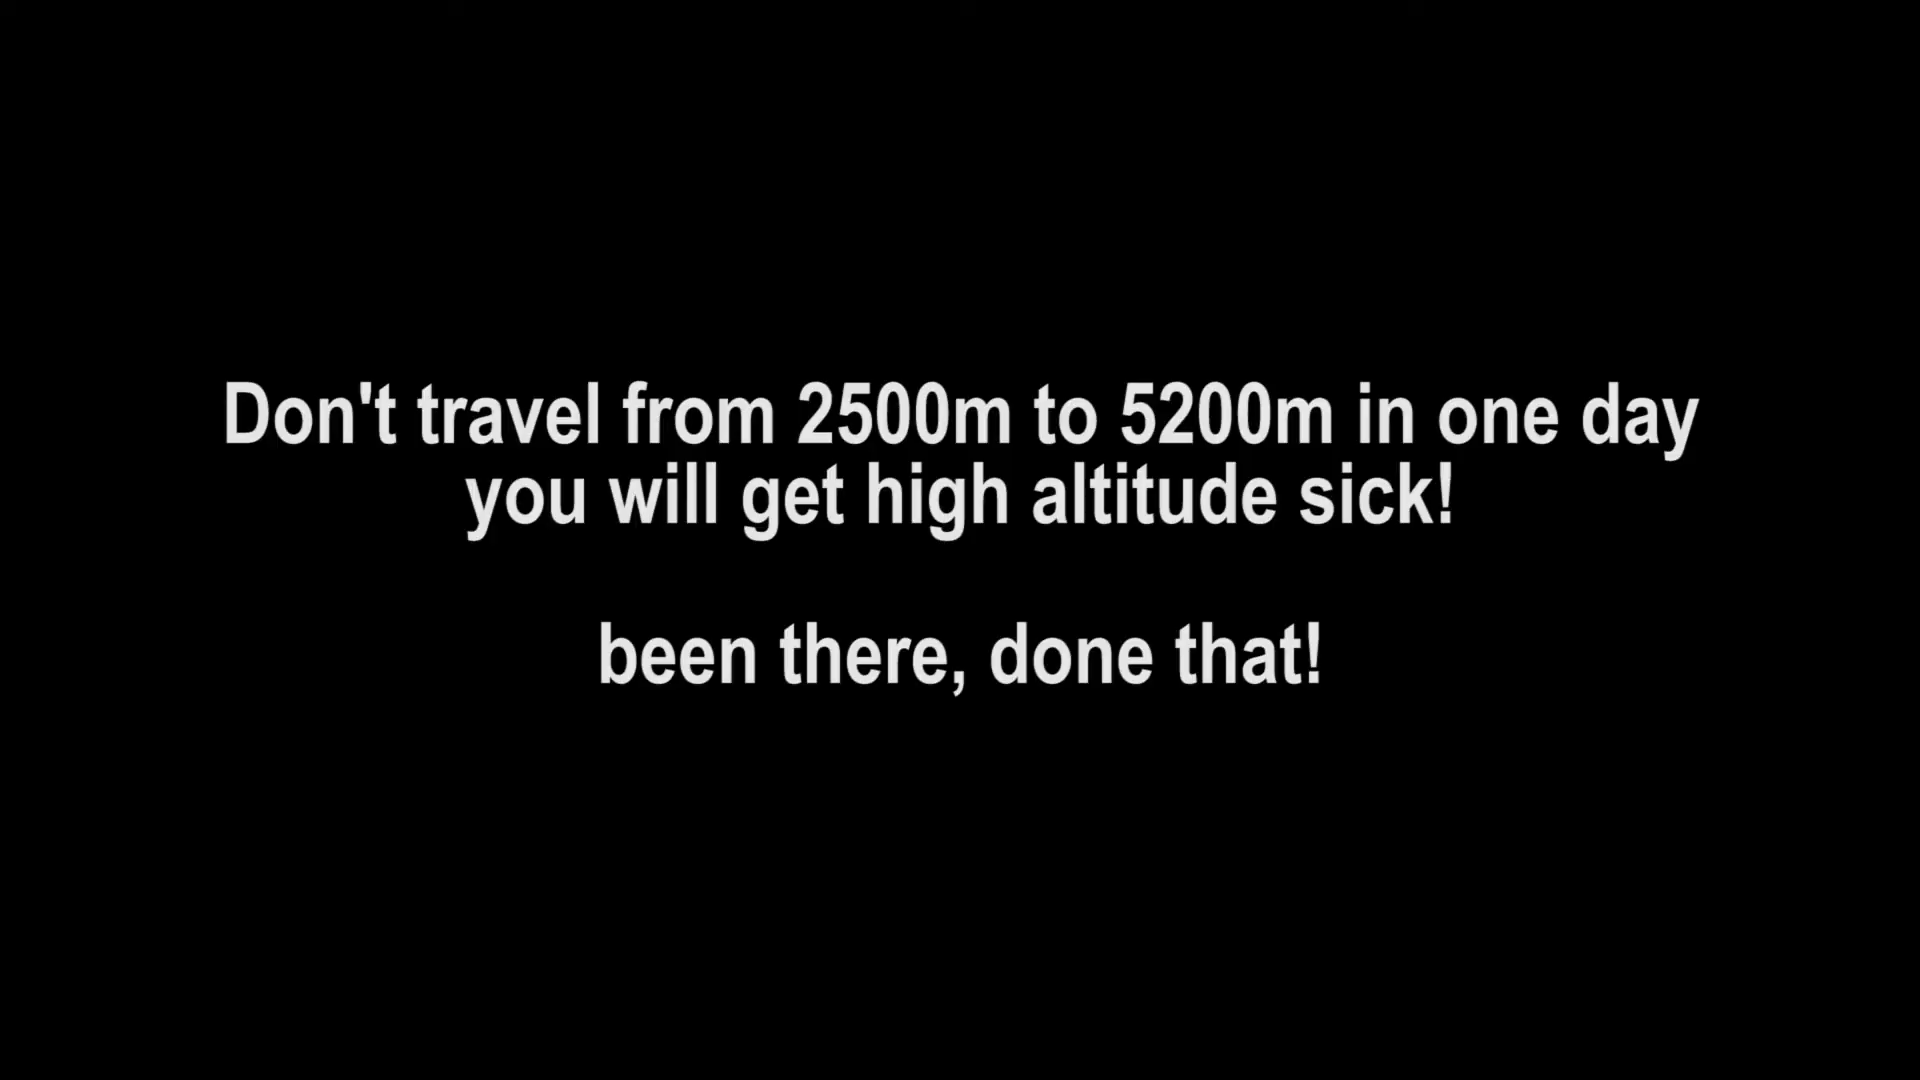 Don't travel from 2500m to 5200m in one day
you will get high altitude sick!
been there, done that!